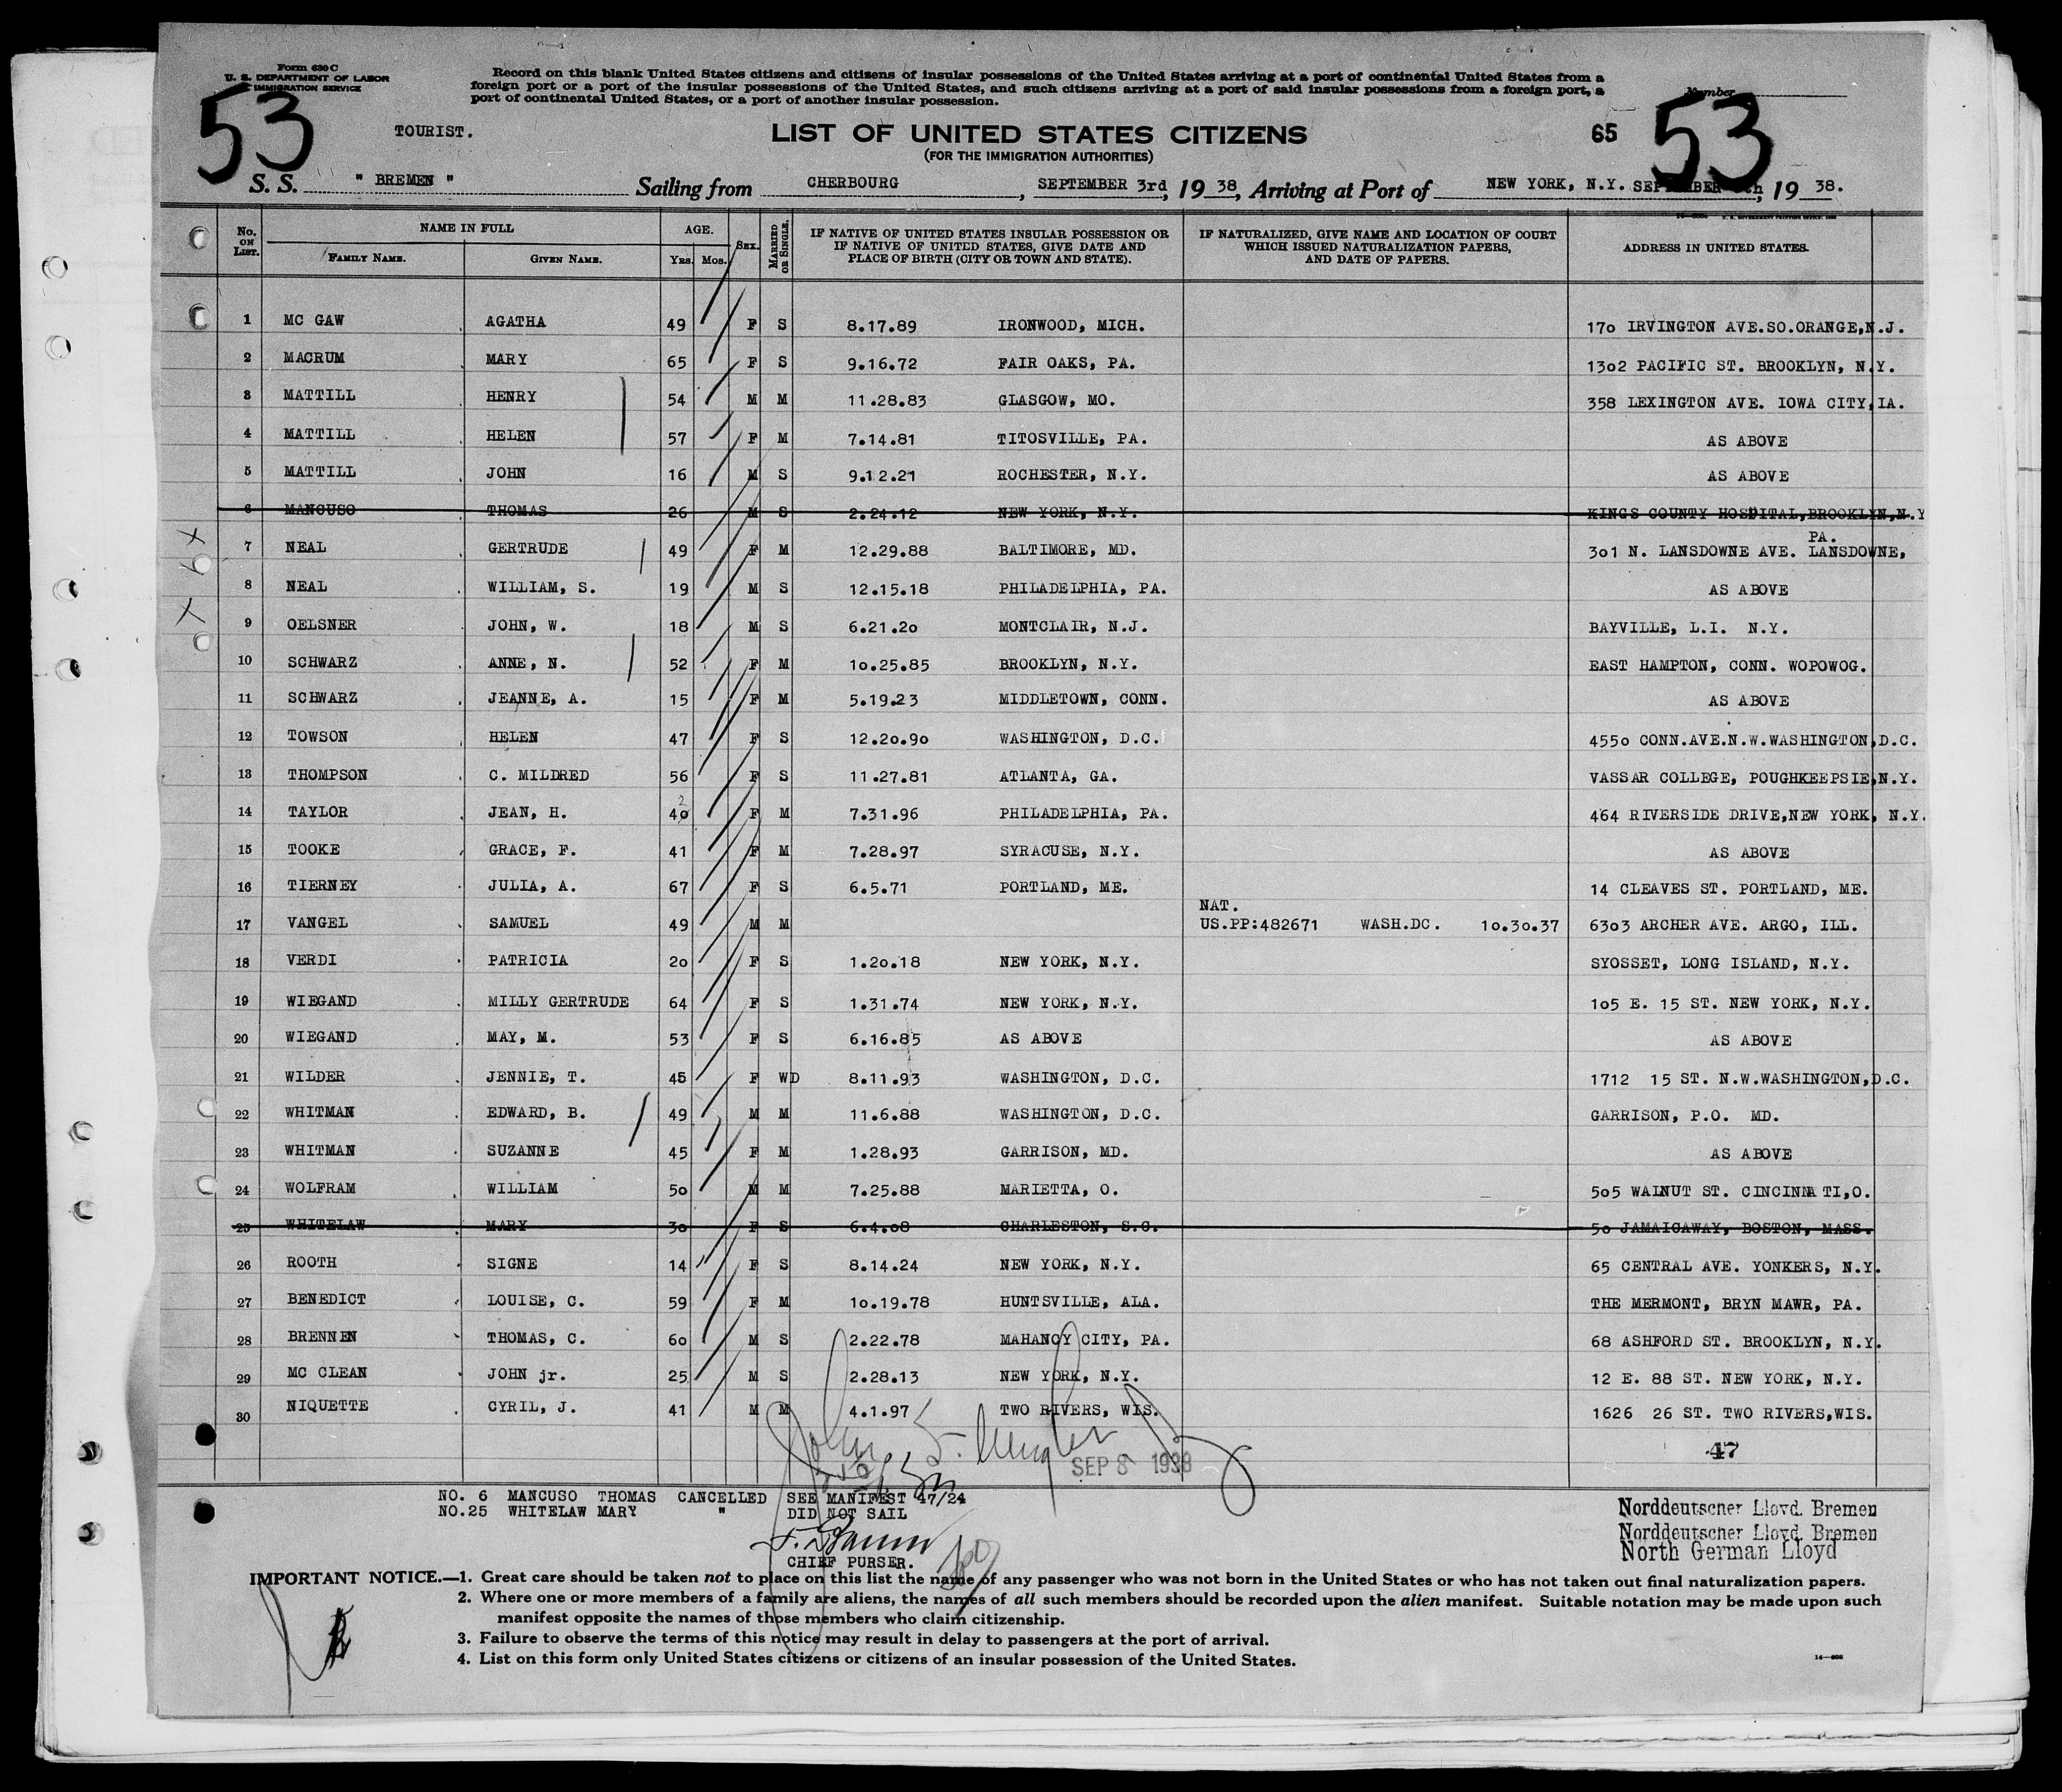 Form 630 C
U. S. DEPARTMENT OF LABOR
IMMIGRATION SERVICE
Record on this blank United States citizens and citizens of insular possessions of the United States arriving at a port of continental United States from a
foreign port or a port of the insular possessions of the United States, and such citizens arriving at a port of said insular possessions from a foreign port, a
port of continental United States, or a port of another insular possession.
Number
53
TOURIST.
LIST OF UNITED STATES CITIZENS
65
53
(FOR THE IMMIGRATION AUTHORITIES)
S. S. " BREMEN " Sailing from CHERBOURG, SEPTEMBER 3rd, 19 38, Arriving at Port of NEW YORK, N.Y. SEPTEMBER th, 19 38.
No. ON LIST. NAME IN FULL FAMILY NAME. GIVEN NAME. AGE. YRS. MOS. SEX. MARRIED OR SINGLE. IF NATIVE OF UNITED STATES INSULAR POSSESSION OR IF NATIVE OF UNITED STATES, GIVE DATE AND PLACE OF BIRTH (CITY OR TOWN AND STATE). IF NATURALIZED, GIVE NAME AND LOCATION OF COURT WHICH ISSUED NATURALIZATION PAPERS, AND DATE OF PAPERS. ADDRESS IN UNITED STATES.
1 MC GAW AGATHA 49 F S 8.17.89 IRONWOOD, MICH. 170 IRVINGTON AVE.SO.ORANGE,N.J.
2 MACRUM MARY 65 F S 9.16.72 FAIR OAKS, PA. 1302 PACIFIC ST. BROOKLYN, N.Y.
3 MATTILL HENRY 54 M M 11.28.83 GLASGOW, MO. 358 LEXINGTON AVE. IOWA CITY,IA.
4 MATTILL HELEN 57 F M 7.14.81 TITOSVILLE, PA. AS ABOVE
5 MATTILL JOHN 16 M S 9.12.21 ROCHESTER, N.Y. AS ABOVE
6 MANCUSO THOMAS 26 M S 2.24.12 NEW YORK, N.Y. KINGS COUNTY HOSPITAL,BROOKLYN,N.Y
PA.
7 NEAL GERTRUDE 49 F M 12.29.88 BALTIMORE, MD. 301 N. LANSDOWNE AVE. LANSDOWNE,
8 NEAL WILLIAM, S. 19 M S 12.15.18 PHILADELPHIA, PA. AS ABOVE
9 OELSNER JOHN, W. 18 M S 6.21.20 MONTCLAIR, N.J. BAYVILLE, L.I. N.Y.
10 SCHWARZ ANNE, N. 52 F M 10.25.85 BROOKLYN, N.Y. EAST HAMPTON, CONN. WOPOWOG.
11 SCHWARZ JEANNE, A. 15 F M 5.19.23 MIDDLETOWN, CONN. AS ABOVE
12 TOWSON HELEN 47 F S 12.20.90 WASHINGTON, D.C. 4550 CONN.AVE.N.W.WASHINGTON,D.C.
13 THOMPSON C. MILDRED 56 F S 11.27.81 ATLANTA, GA. VASSAR COLLEGE, POUGHKEEPSIE,N.Y.
2
14 TAYLOR JEAN, H. 40 F M 7.31.96 PHILADELPHIA, PA. 464 RIVERSIDE DRIVE,NEW YORK, N.Y.
15 TOOKE GRACE, F. 41 F M 7.28.97 SYRACUSE, N.Y. AS ABOVE
16 TIERNEY JULIA, A. 67 F S 6.5.71 PORTLAND, ME. 14 CLEAVES ST. PORTLAND, ME.
NAT.
17 VANGEL SAMUEL 49 M M US.PP:482671 WASH.DC. 10.30.37 6303 ARCHER AVE. ARGO, ILL.
18 VERDI PATRICIA 20 F S 1.20.18 NEW YORK, N.Y. SYOSSET, LONG ISLAND, N.Y.
19 WIEGAND MILLY GERTRUDE 64 F S 1.31.74 NEW YORK, N.Y. 105 E. 15 ST. NEW YORK, N.Y.
20 WIEGAND MAY, M. 53 F S 6.16.85 AS ABOVE AS ABOVE
21 WILDER JENNIE, T. 45 F WD 8.11.93 WASHINGTON, D.C. 1712 15 ST. N.W.WASHINGTON,D.C.
22 WHITMAN EDWARD, B. 49 M M 11.6.88 WASHINGTON, D.C. GARRISON, P.O. MD.
23 WHITMAN SUZANNE 45 F M 1.28.93 GARRISON, MD. AS ABOVE
24 WOLFRAM WILLIAM 50 M M 7.25.88 MARIETTA, O. 505 WALNUT ST. CINCINNATI,O.
25 WHITELAW MARY 30 F S 6.4.08 CHARLESTON, S.C. 50 JAMAICAWAY, BOSTON, MASS.
26 ROOTH SIGNE 14 F S 8.14.24 NEW YORK, N.Y. 65 CENTRAL AVE. YONKERS, N.Y.
27 BENEDICT LOUISE, C. 59 F M 10.19.78 HUNTSVILLE, ALA. THE MERMONT, BRYN MAWR, PA.
28 BRENNEN THOMAS, C. 60 M S 2.22.78 MAHANCY CITY, PA. 68 ASHFORD ST. BROOKLYN, N.Y.
29 MC CLEAN JOHN jr. 25 M S 2.28.13 NEW YORK, N.Y. 12 E. 88 ST. NEW YORK, N.Y.
30 NIQUETTE CYRIL, J. 41 M M 4.1.97 TWO RIVERS, WIS. 1626 26 ST. TWO RIVERS,WIS.
47
SEP 8 1938
NO. 6 MANCUSO THOMAS CANCELLED SEE MANIFEST 47/24
NO.25 WHITELAW MARY " DID NOT SAIL
CHIEF PURSER.
Norddeutscher Lloyd. Bremen
Norddeutscher Lloyd. Bremen
North German Lloyd
IMPORTANT NOTICE.—1. Great care should be taken not to place on this list the name of any passenger who was not born in the United States or who has not taken out final naturalization papers.
2. Where one or more members of a family are aliens, the names of all such members should be recorded upon the alien manifest. Suitable notation may be made upon such
manifest opposite the names of those members who claim citizenship.
3. Failure to observe the terms of this notice may result in delay to passengers at the port of arrival.
4. List on this form only United States citizens or citizens of an insular possession of the United States.